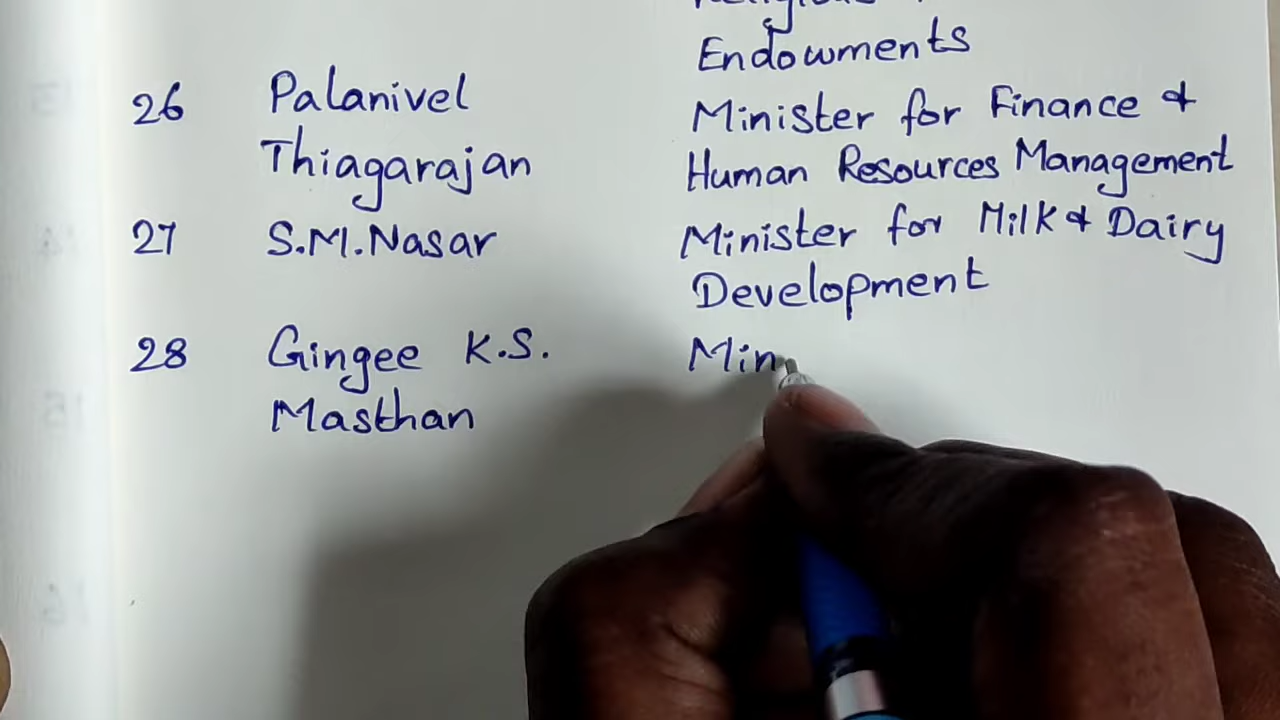 Endowments
26 Palanivel Minister for Finance &
Thiagarajan Human Resources Management
27 S.M.Nasar Minister for Milk & Dairy
Development
28 Gingee K.S. Min
Masthan